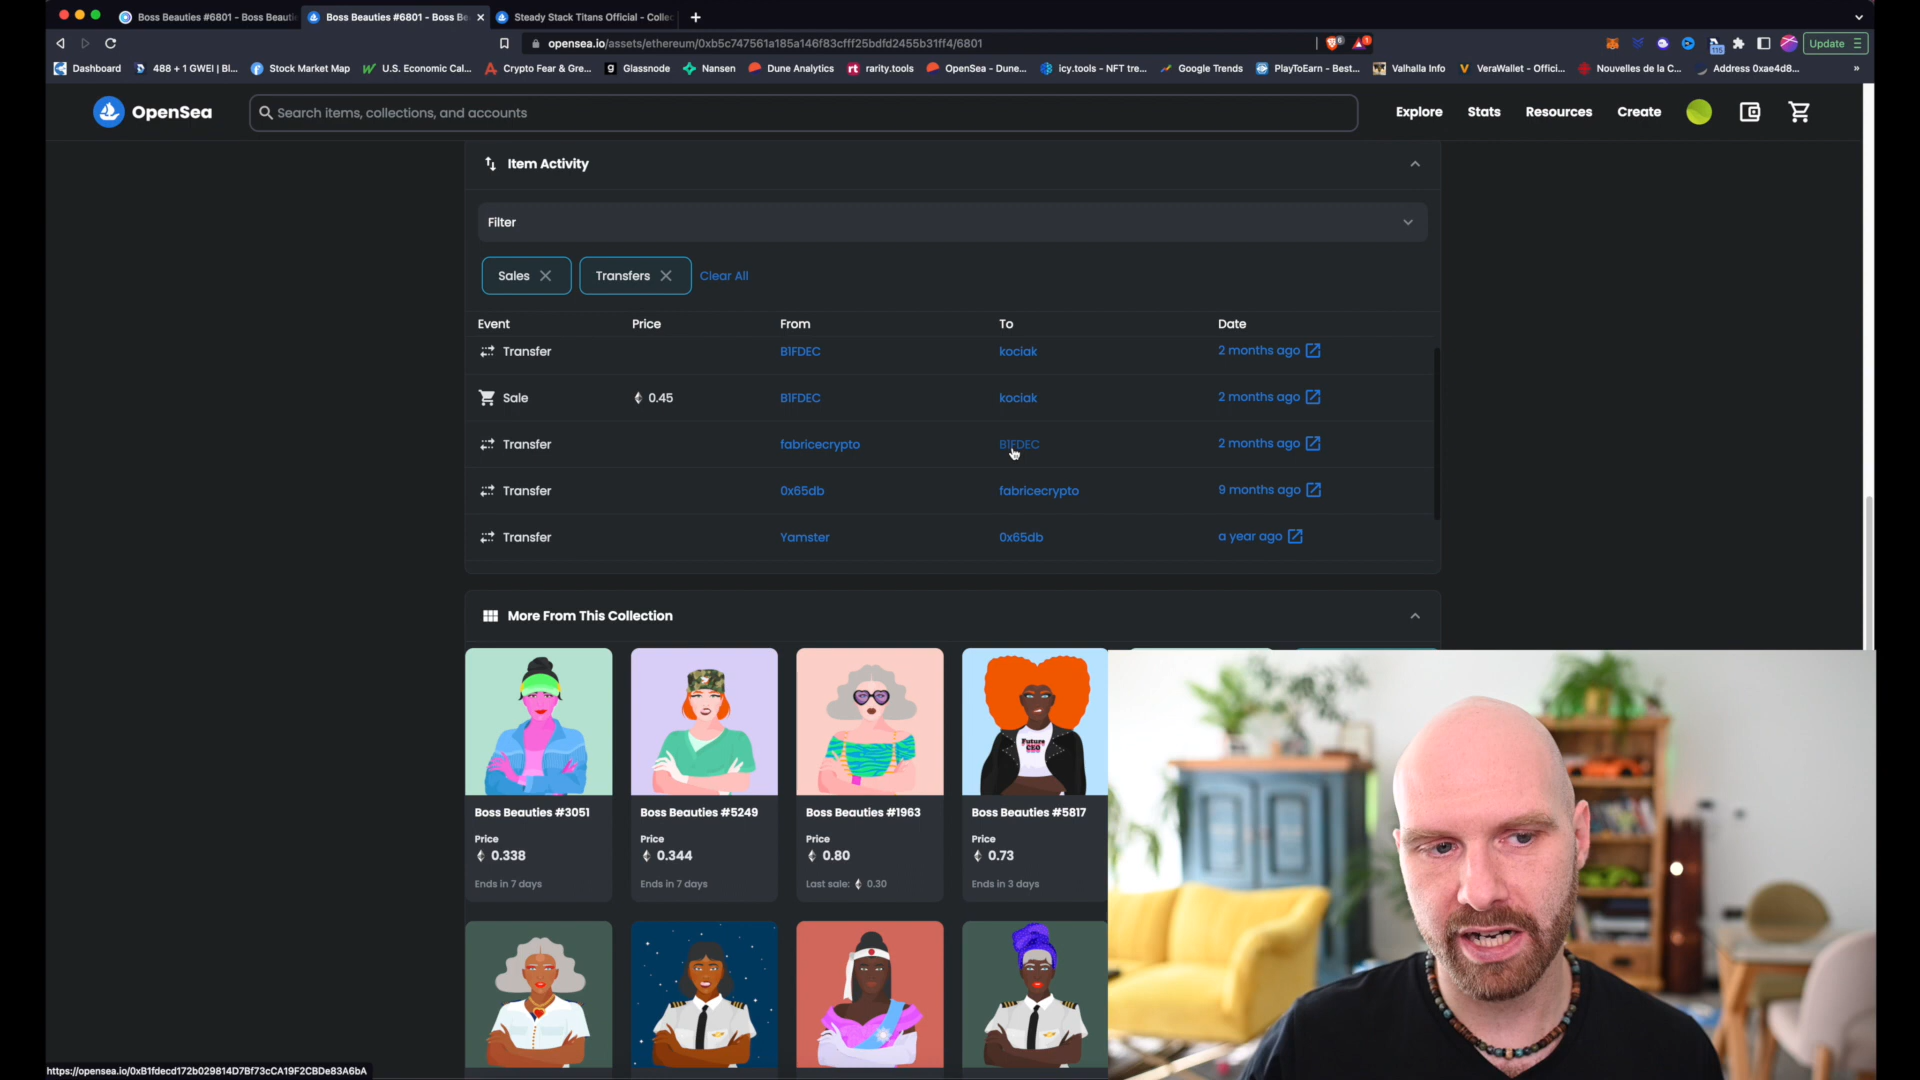 Boss Beauties #6801 - Boss Beauti
Boss Beauties #6801 - Boss Be
Steady Stack Titans Official - Collec
opensea.io/assets/ethereum/0xb5c747561a185a146f83cfff25bdfd2455b31ff4/6801
6
1
115
Update
Dashboard
488 + 1 GWEI | Bl...
Stock Market Map
U.S. Economic Cal...
Crypto Fear & Gre...
Glassnode
Nansen
Dune Analytics
rarity.tools
OpenSea - Dune...
icy.tools - NFT tre...
Google Trends
PlayToEarn - Best...
Valhalla Info
VeraWallet - Offici...
Nouvelles de la C...
Address 0xae4d8...
»
OpenSea
Search items, collections, and accounts
Explore
Stats
Resources
Create
Item Activity
Filter
Sales
Transfers
Clear All
Event Price From To Date
Transfer B1FDEC kociak 2 months ago
Sale 0.45 B1FDEC kociak 2 months ago
Transfer fabricecrypto B1FDEC 2 months ago
Transfer 0x65db fabricecrypto 9 months ago
Transfer Yamster 0x65db a year ago
More From This Collection
Future
CEO
Boss Beauties #3051
Price
0.338
Ends in 7 days
Boss Beauties #5249
Price
0.344
Ends in 7 days
Boss Beauties #1963
Price
0.80
Last sale: 0.30
Boss Beauties #5817
Price
0.73
Ends in 3 days
https://opensea.io/0xB1fdecd172b029814D7Bf73cCA19F2CBDe83A6bA